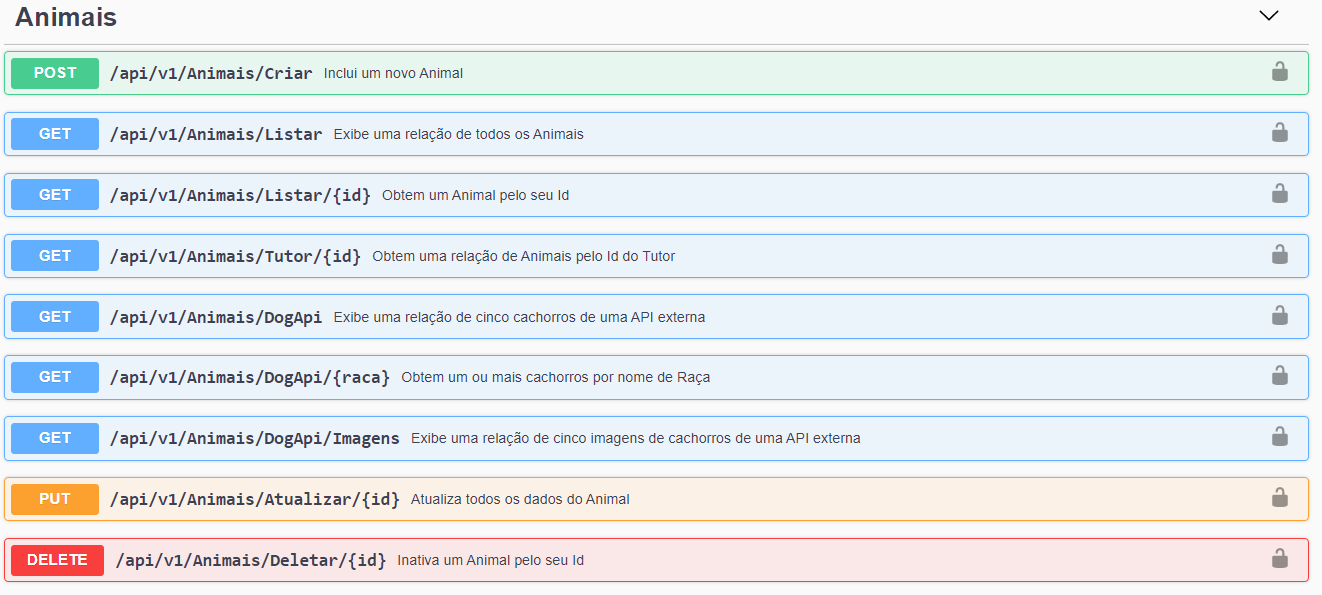 Animais
POST /api/v1/Animais/Criar Inclui um novo Animal
GET /api/v1/Animais/Listar Exibe uma relação de todos os Animais
GET /api/v1/Animais/Listar/{id} Obtem um Animal pelo seu Id
GET /api/v1/Animais/Tutor/{id} Obtem uma relação de Animais pelo Id do Tutor
GET /api/v1/Animais/DogApi Exibe uma relação de cinco cachorros de uma API externa
GET /api/v1/Animais/DogApi/{raca} Obtem um ou mais cachorros por nome de Raça
GET /api/v1/Animais/DogApi/Imagens Exibe uma relação de cinco imagens de cachorros de uma API externa
PUT /api/v1/Animais/Atualizar/{id} Atualiza todos os dados do Animal
DELETE /api/v1/Animais/Deletar/{id} Inativa um Animal pelo seu Id